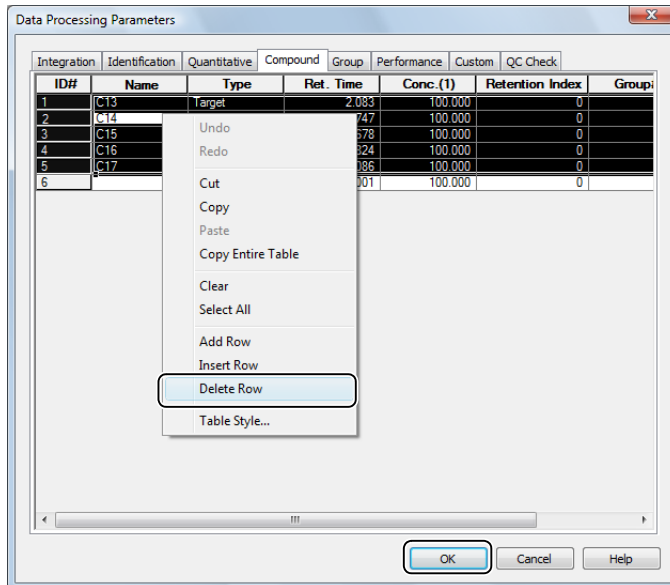 Data Processing Parameters
Integration Identification Quantitative Compound Group Performance Custom QC Check
ID# Name Type Ret. Time Conc.(1) Retention Index
1 C13 Target 2.083 100.000 0
2 C14 747 100.000 0
3 C15 578 100.000 0
4 C16 324 100.000 0
5 C17 086 100.000 0
6 001 100.000 0
Undo
Redo
Cut
Copy
Paste
Copy Entire Table
Clear
Select All
Add Row
Insert Row
Delete Row
Table Style...
OK Cancel Help